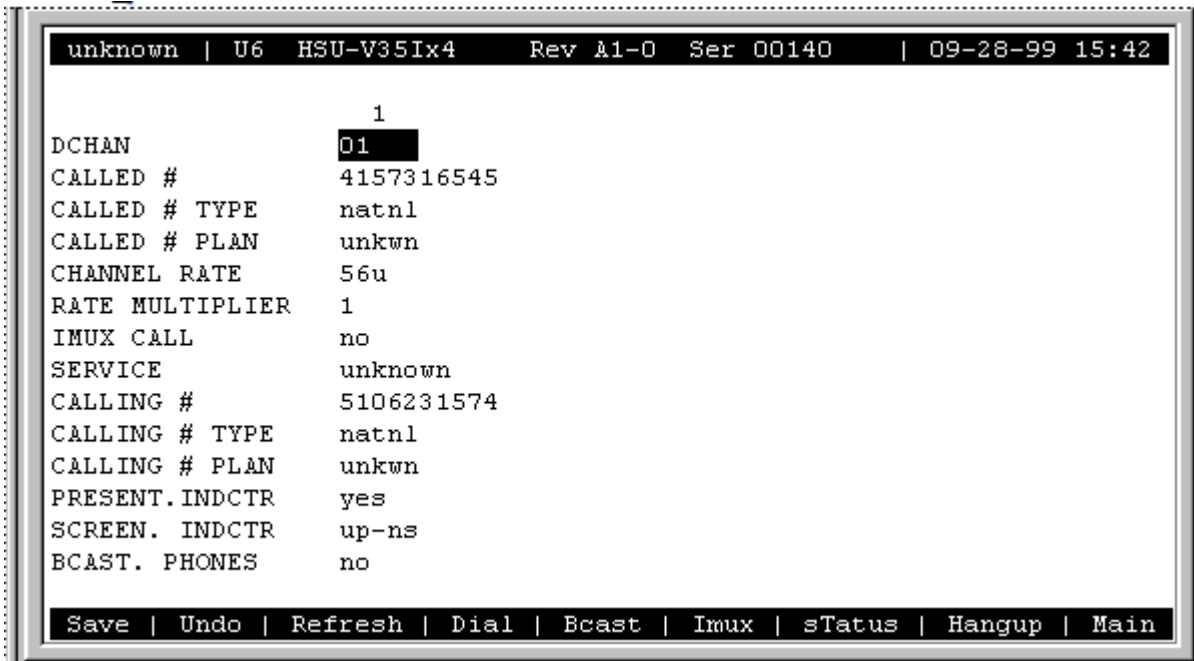 unknown | U6 HSU-V35Ix4 Rev A1-0 Ser 00140 | 09-28-99 15:42
1
DCHAN 01
CALLED # 4157316545
CALLED # TYPE natnl
CALLED # PLAN unkwn
CHANNEL RATE 56u
RATE MULTIPLIER 1
IMUX CALL no
SERVICE unknown
CALLING # 5106231574
CALLING # TYPE natnl
CALLING # PLAN unkwn
PRESENT.INDCTR yes
SCREEN. INDCTR up-ns
BCAST. PHONES no
Save | Undo | Refresh | Dial | Bcast | Imux | sTatus | Hangup | Main